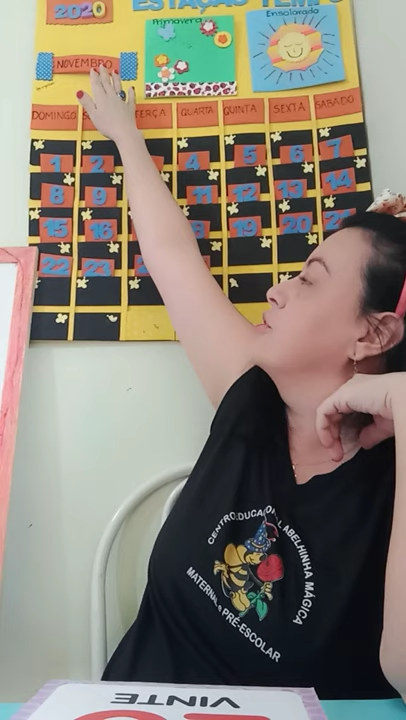 2020
ESTAÇÃO TEMPO
Primavera
Ensolarado
NOVEMBRO
DOMINGO TERÇA QUARTA QUINTA SEXTA SÁBADO
1 2 4 5 6 7
8 9 11 12 13 14
15 16 19 20
22 23
CENTRO EDUCACIONAL ABELHINHA MÁGICA
MATERNAL e PRÉ-ESCOLAR
VINTE